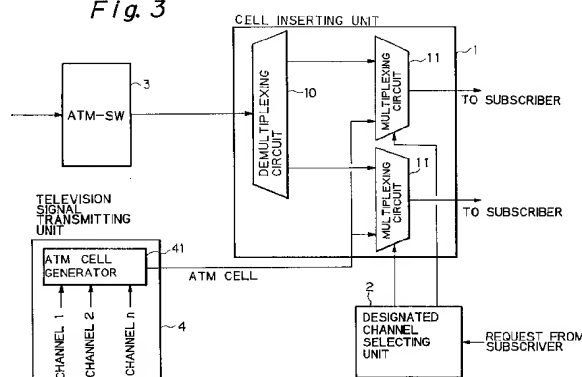 Fig. 3
CELL INSERTING UNIT
1
3
ATM-SW
DEMULTIPLEXING
CIRCUIT
10
MULTIPLEXING
CIRCUIT
11
TO SUBSCRIBER
MULTIPLEXING
CIRCUIT
11
TO SUBSCRIBER
TELEVISION
SIGNAL
TRANSMITTING
UNIT
41
ATM CELL
GENERATOR
ATM CELL
CHANNEL 1
CHANNEL 2
CHANNEL n
4
2
DESIGNATED
CHANNEL
SELECTING
UNIT
REQUEST FROM
SUBSCRIVER